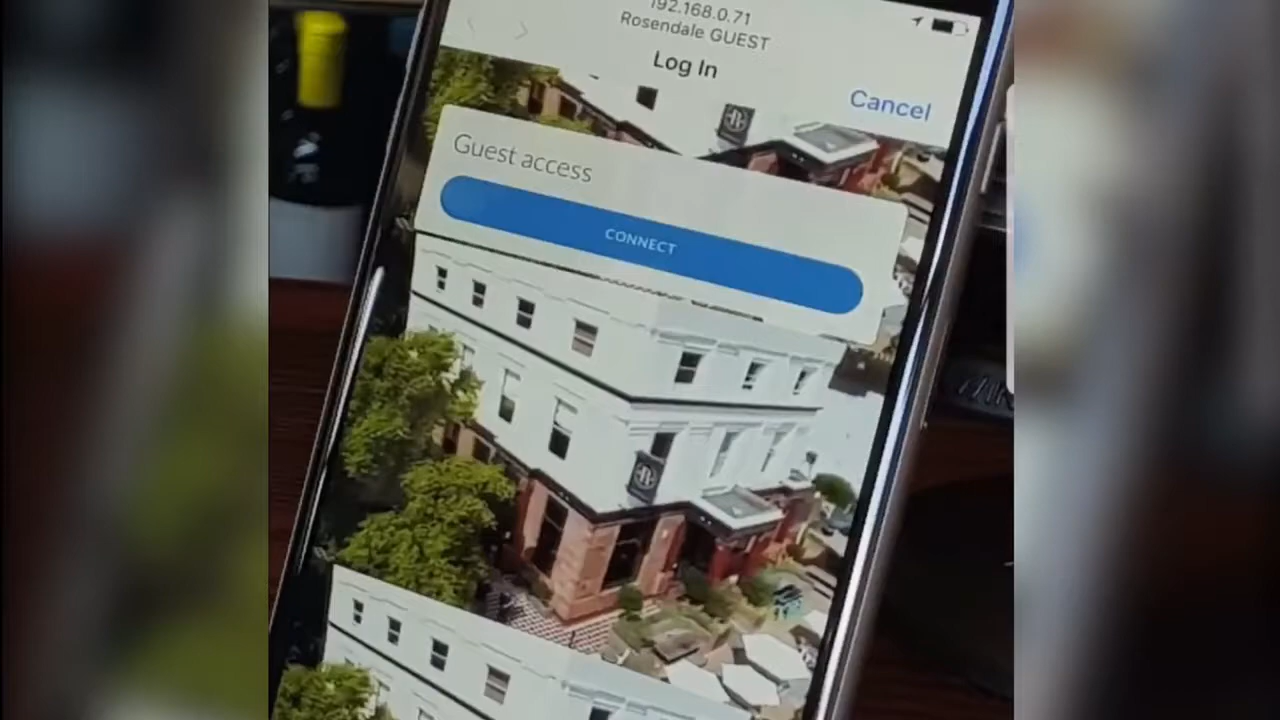 192.168.0.71
Rosendale GUEST
Log In
Cancel
Guest access
CONNECT